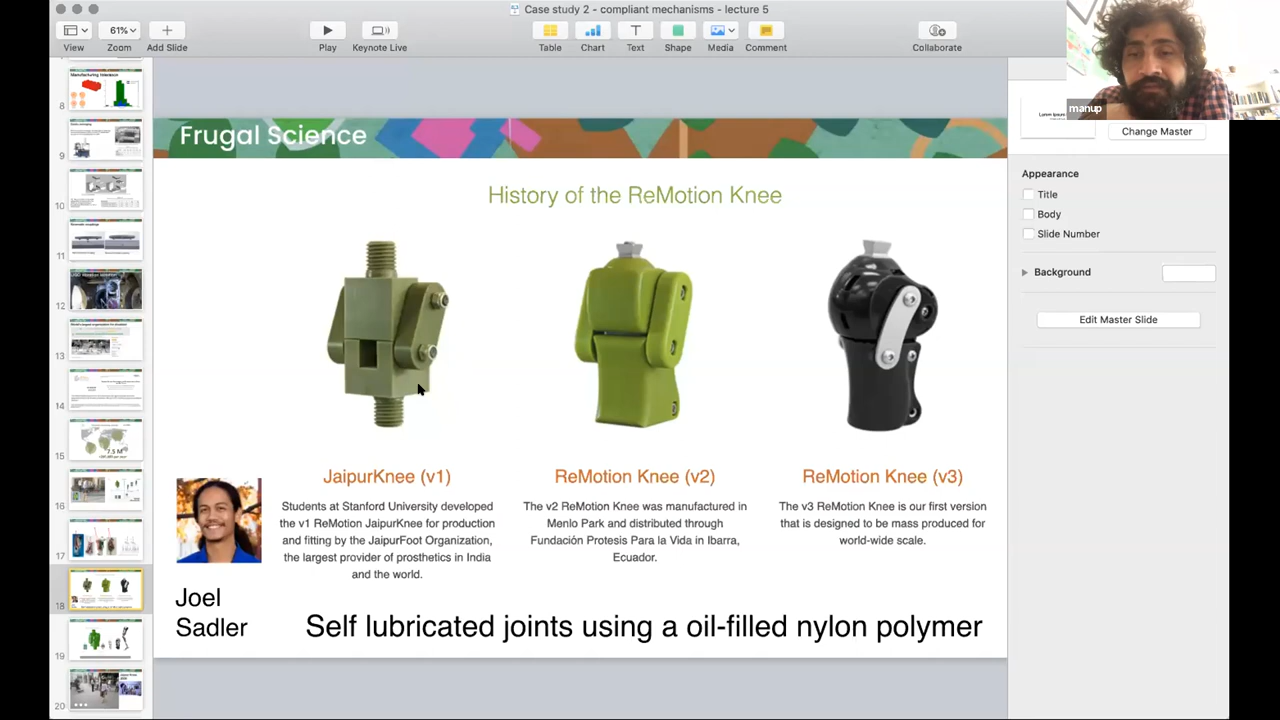 Case study 2 - compliant mechanisms - lecture 5
61%
View
Zoom
Add Slide
Play
Keynote Live
Table
Chart
Text
Shape
Media
Comment
Collaborate
manup
Change Master
Appearance
Title
Body
Slide Number
Background
Edit Master Slide
8
9
10
11
12
13
14
15
16
17
18
19
20
Frugal Science
History of the ReMotion Knee
JaipurKnee (v1)
Students at Stanford University developed
the v1 ReMotion JaipurKnee for production
and fitting by the JaipurFoot Organization,
the largest provider of prosthetics in India
and the world.
ReMotion Knee (v2)
The v2 ReMotion Knee was manufactured in
Menlo Park and distributed through
Fundación Protesis Para la Vida in Ibarra,
Ecuador.
ReMotion Knee (v3)
The v3 ReMotion Knee is our first version
that is designed to be mass produced for
world-wide scale.
Joel
Sadler
Self lubricated joints using a oil-filled nylon polymer